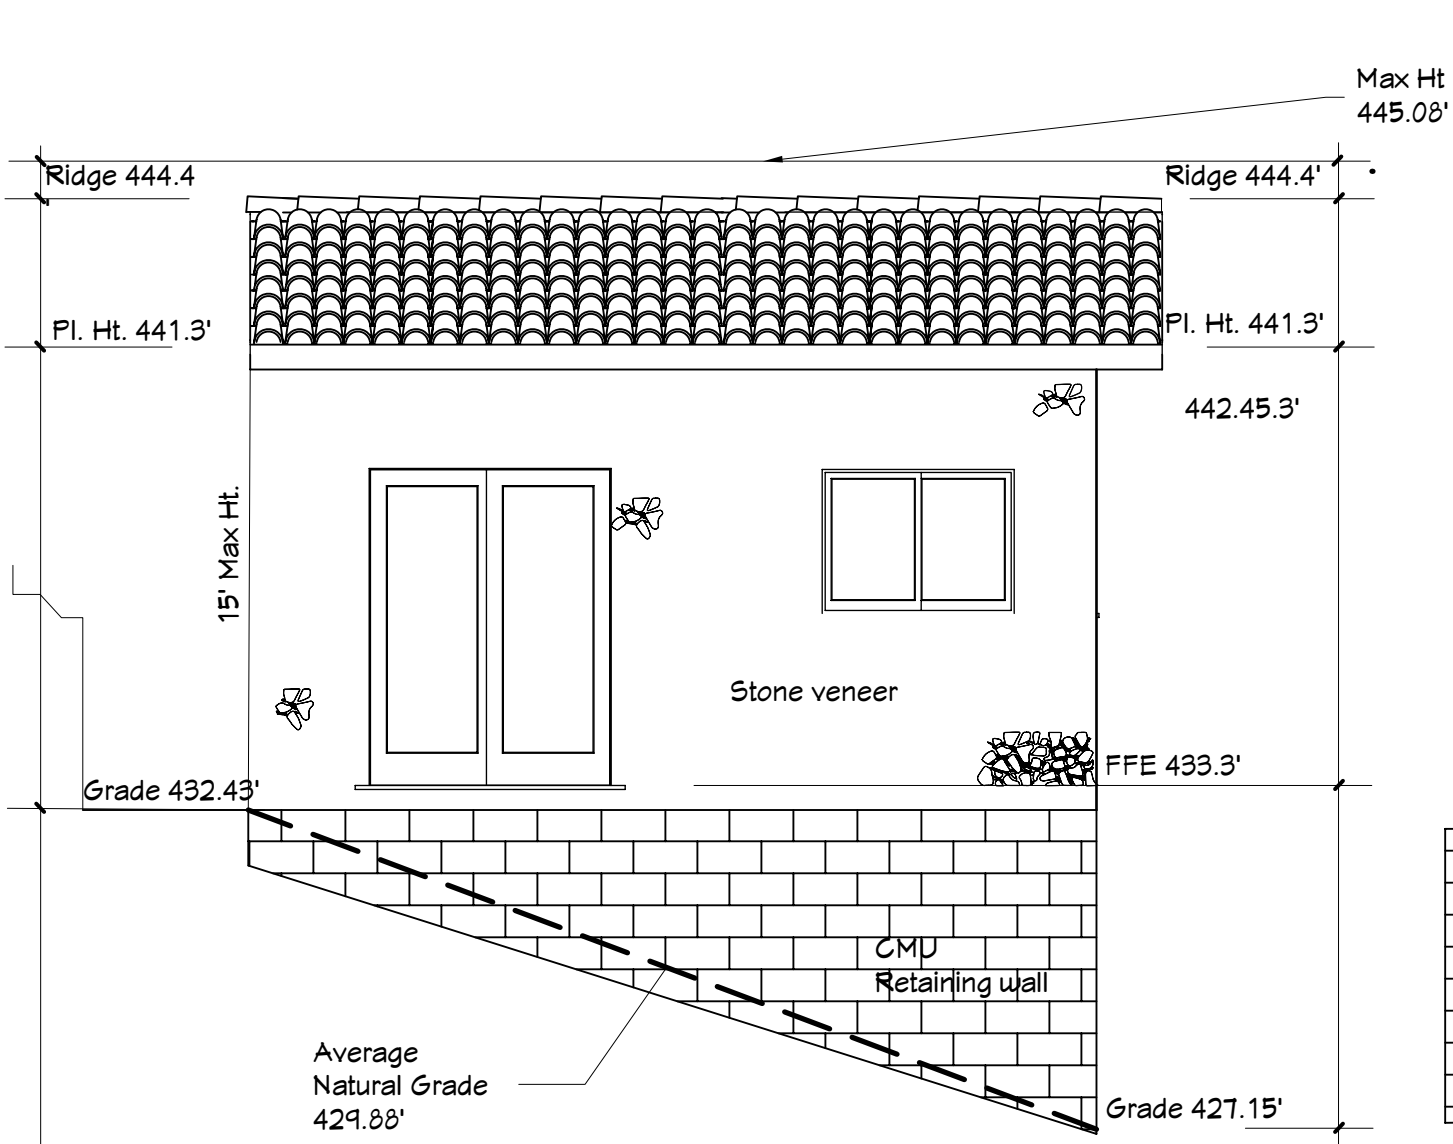 Max Ht
445.08'
Ridge 444.4
Ridge 444.4'
Pl. Ht. 441.3'
Pl. Ht. 441.3'
442.45.3'
15' Max Ht.
Stone veneer
FFE 433.3'
Grade 432.43'
CMU
Retaining wall
Average
Natural Grade
429.88'
Grade 427.15'